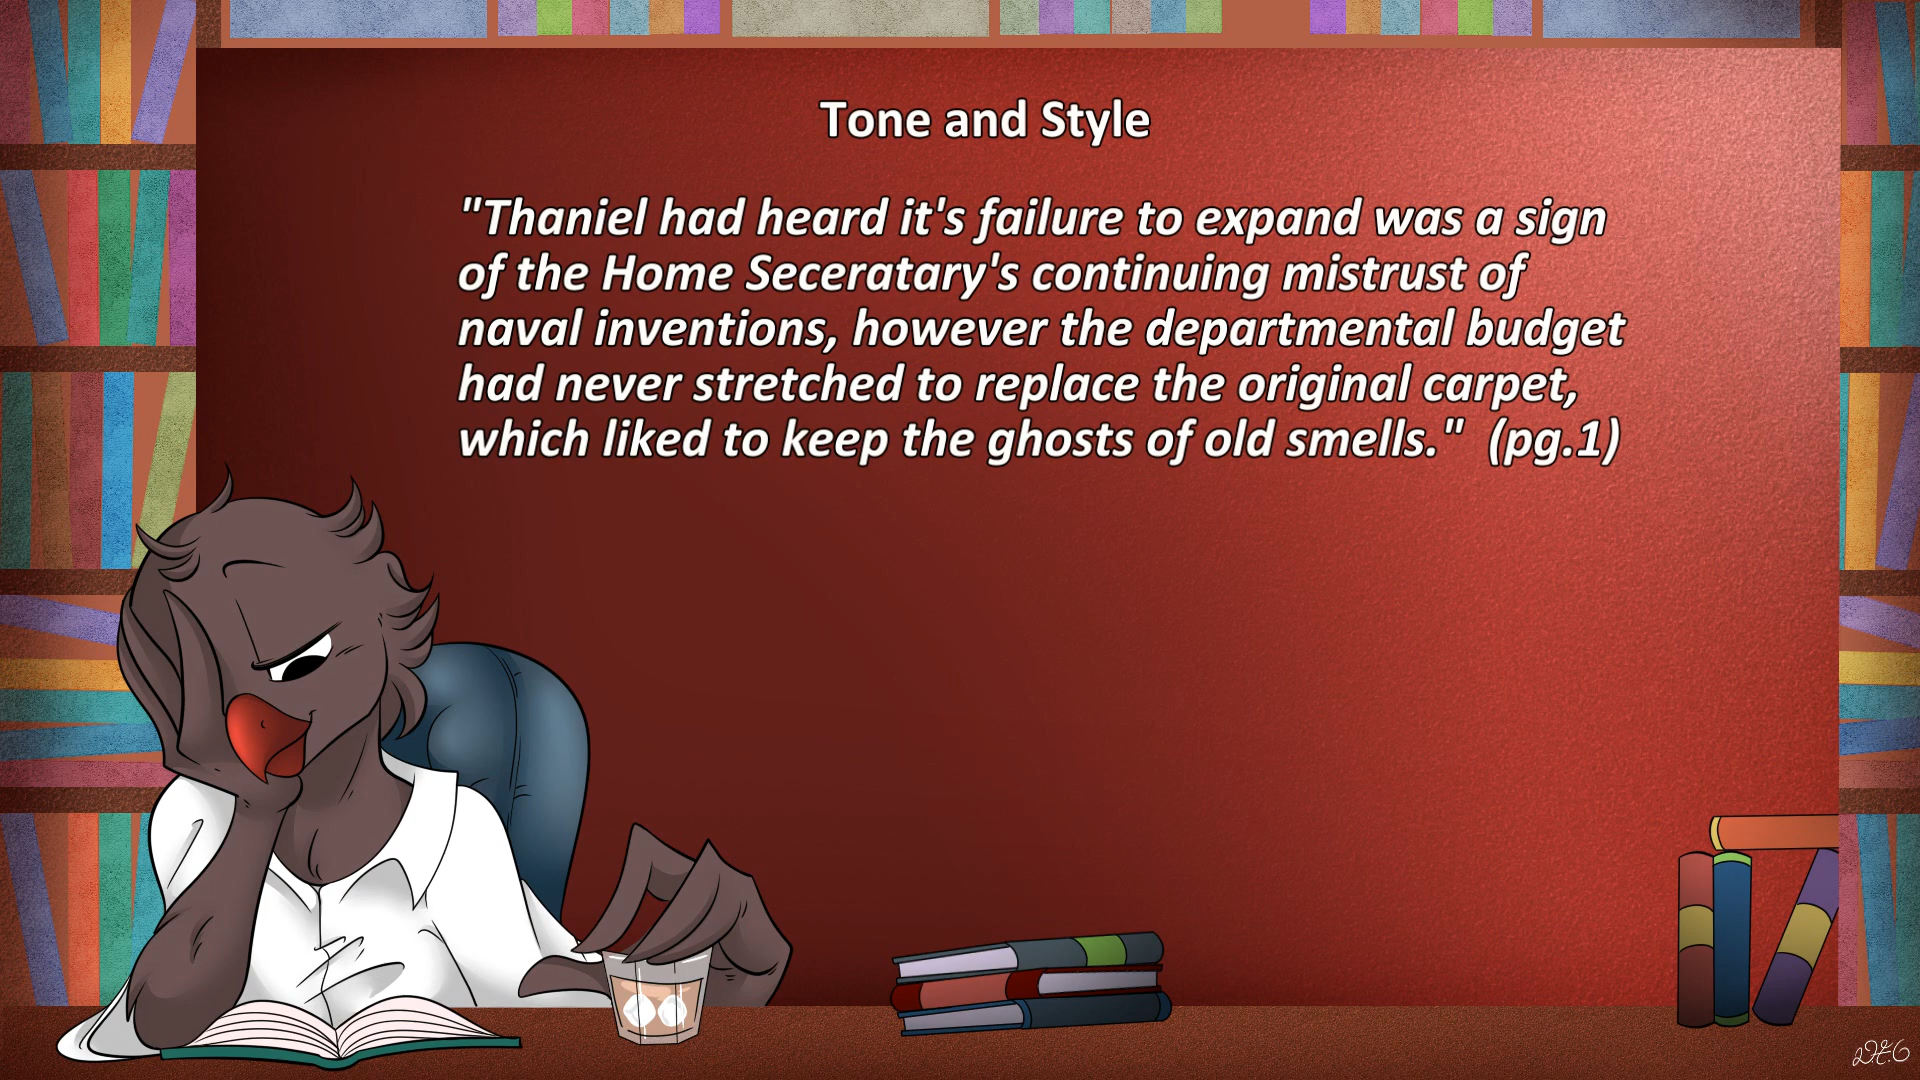 Tone and Style
"Thaniel had heard it's failure to expand was a sign
of the Home Seceratary's continuing mistrust of
naval inventions, however the departmental budget
had never stretched to replace the original carpet,
which liked to keep the ghosts of old smells." (pg.1)